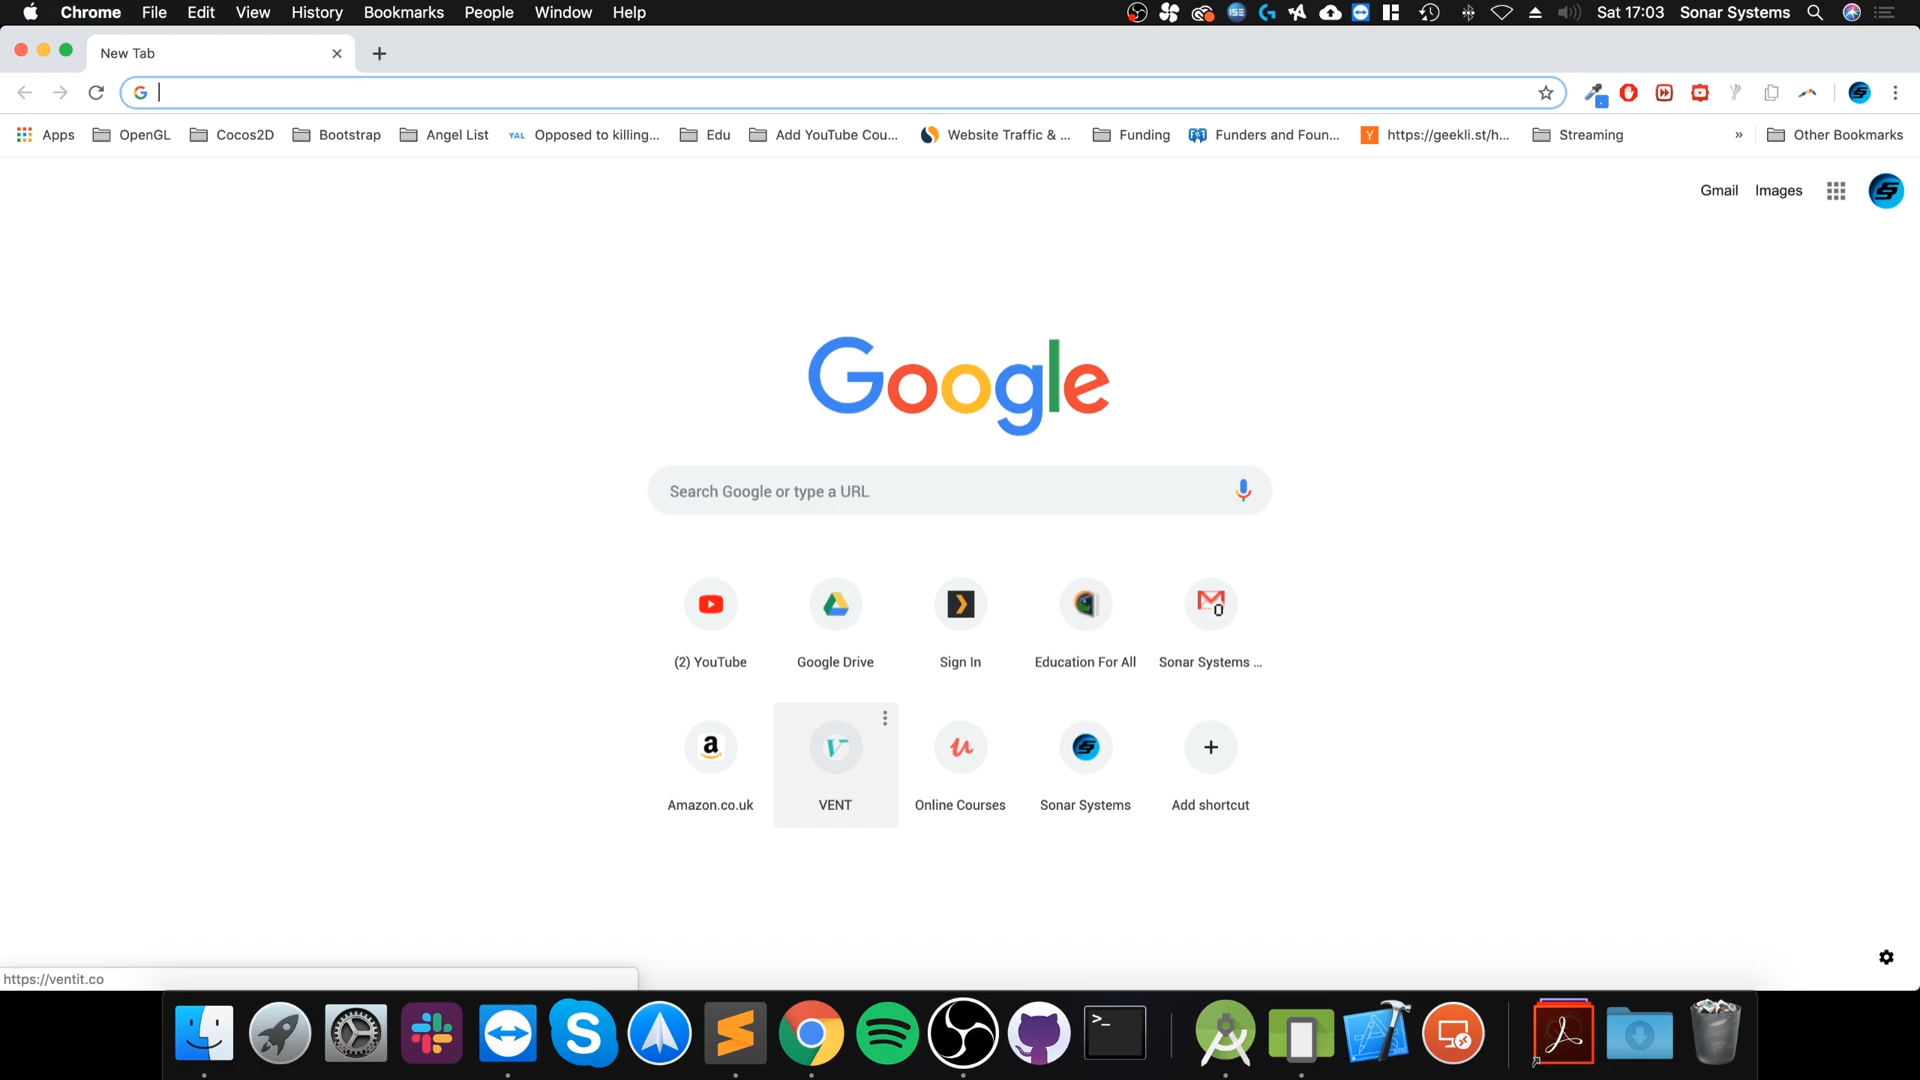 Chrome File Edit View History Bookmarks People Window Help Sat 17:03 Sonar Systems
New Tab
Apps OpenGL Cocos2D Bootstrap Angel List YAL Opposed to killing... Edu Add YouTube Cou... Website Traffic & ... Funding Funders and Foun... Y https://geekli.st/h... Streaming » Other Bookmarks
Gmail Images
Google
Search Google or type a URL
(2) YouTube Google Drive Sign In Education For All Sonar Systems ...
Amazon.co.uk VENT Online Courses Sonar Systems Add shortcut
https://ventit.co